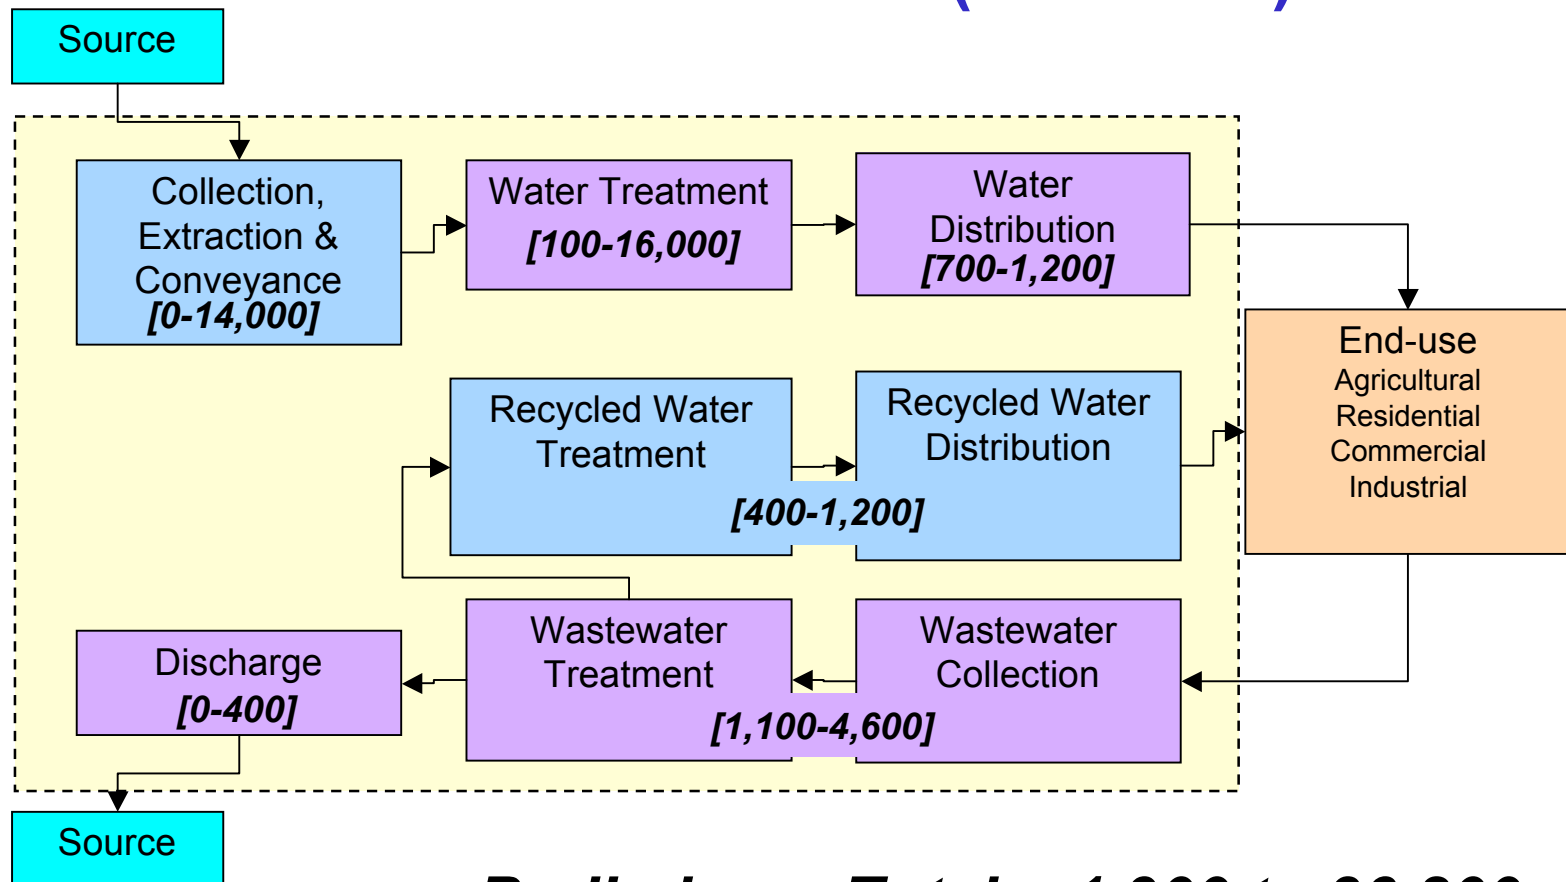 Source
Collection,
Extraction &
Conveyance
[0-14,000]
Water Treatment
[100-16,000]
Water
Distribution
[700-1,200]
End-use
Agricultural
Residential
Commercial
Industrial
Recycled Water
Treatment
Recycled Water
Distribution
[400-1,200]
Wastewater
Treatment
Wastewater
Collection
[1,100-4,600]
Discharge
[0-400]
Source